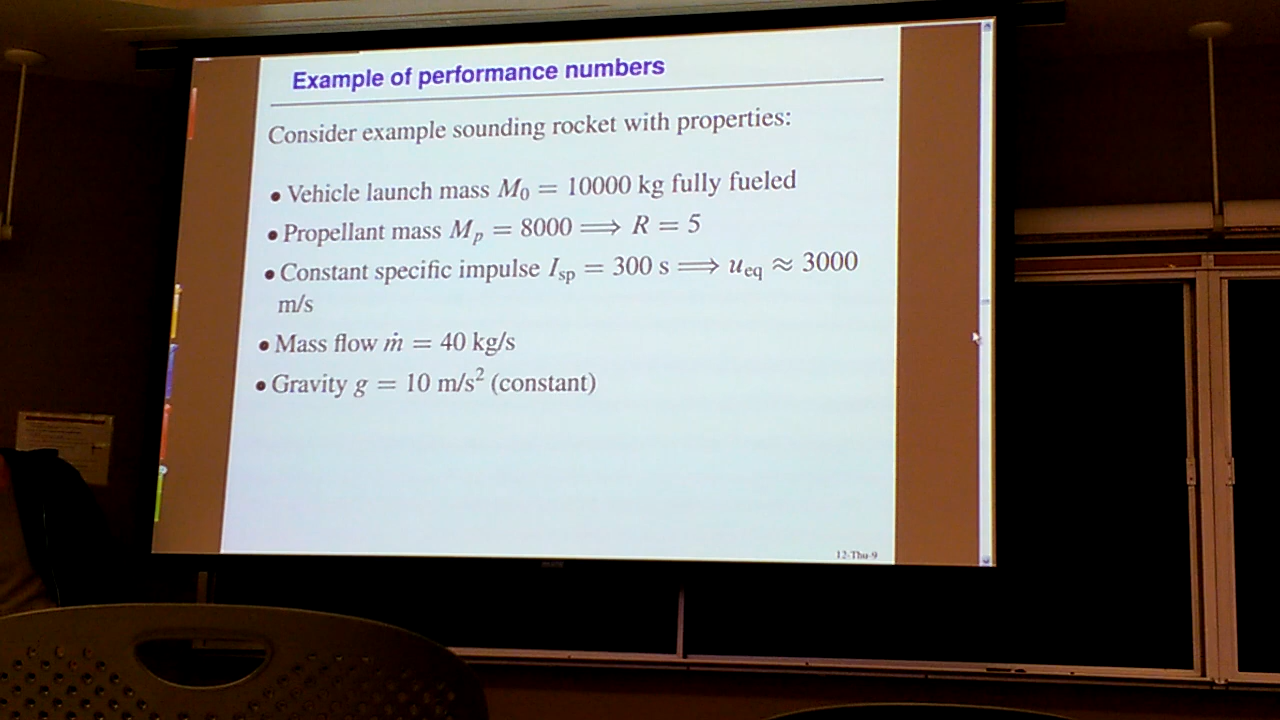 Example of performance numbers
Consider example sounding rocket with properties:
• Vehicle launch mass M₀ = 10000 kg fully fueled
• Propellant mass Mₚ = 8000 ⟹ R = 5
• Constant specific impulse I_sp = 300 s ⟹ u_eq ≈ 3000
m/s
• Mass flow ṁ = 40 kg/s
• Gravity g = 10 m/s² (constant)
12-Thu-9